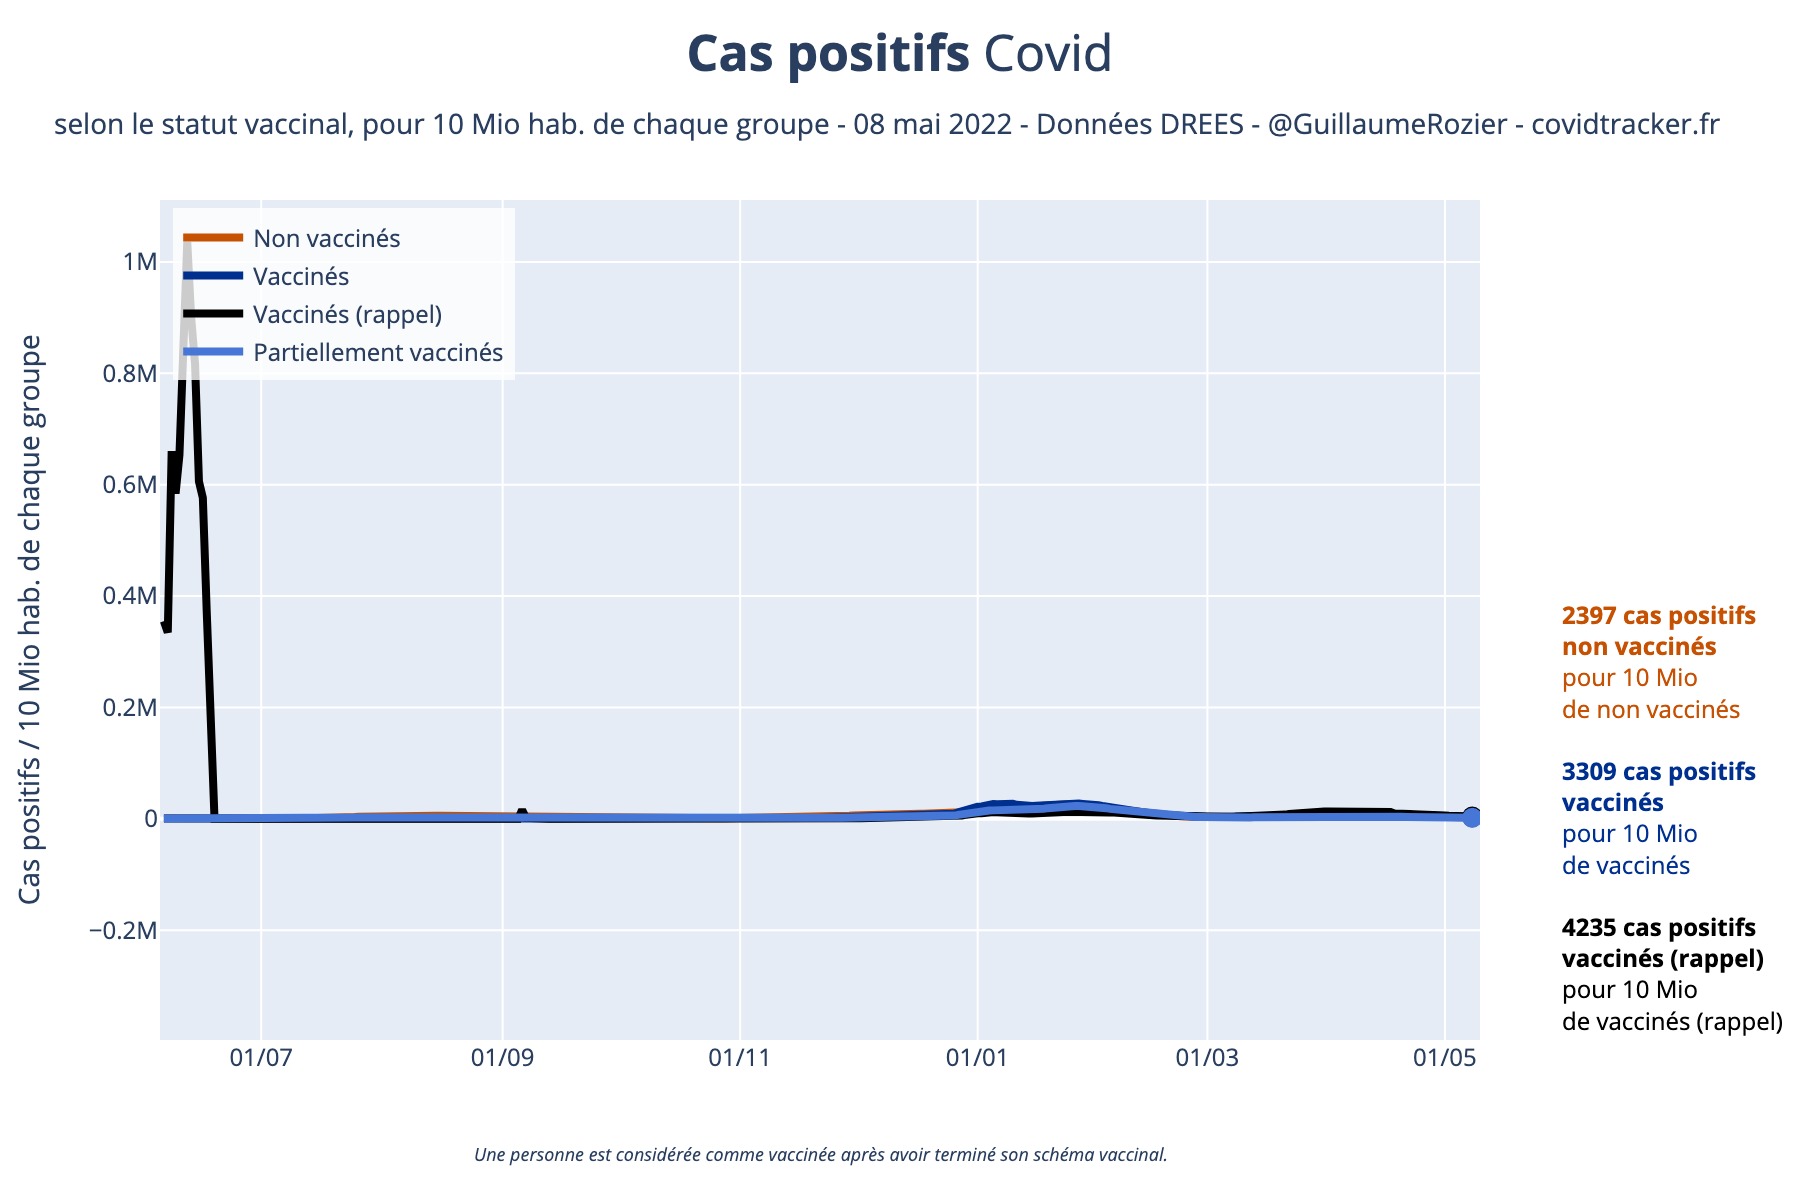 Cas positifs Covid
selon le statut vaccinal, pour 10 Mio hab. de chaque groupe - 08 mai 2022 - Données DREES - @GuillaumeRozier - covidtracker.fr
Non vaccinés
Vaccinés
Vaccinés (rappel)
Partiellement vaccinés
Cas positifs / 10 Mio hab. de chaque groupe
1M
0.8M
0.6M
0.4M
0.2M
0
−0.2M
01/07
01/09
01/11
01/01
01/03
01/05
2397 cas positifs
non vaccinés
pour 10 Mio
de non vaccinés
3309 cas positifs
vaccinés
pour 10 Mio
de vaccinés
4235 cas positifs
vaccinés (rappel)
pour 10 Mio
de vaccinés (rappel)
Une personne est considérée comme vaccinée après avoir terminé son schéma vaccinal.